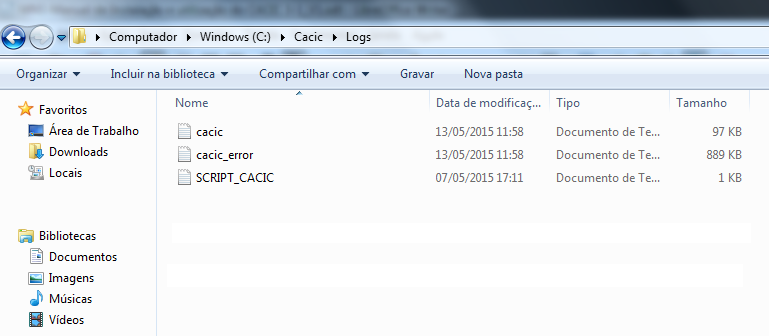 Computador ▸ Windows (C:) ▸ Cacic ▸ Logs
Organizar Incluir na biblioteca Compartilhar com Gravar Nova pasta
Favoritos
Área de Trabalho
Downloads
Locais
Bibliotecas
Documentos
Imagens
Músicas
Vídeos
Nome Data de modificaç... Tipo Tamanho
cacic 13/05/2015 11:58 Documento de Te... 97 KB
cacic_error 13/05/2015 11:58 Documento de Te... 889 KB
SCRIPT_CACIC 07/05/2015 17:11 Documento de Te... 1 KB